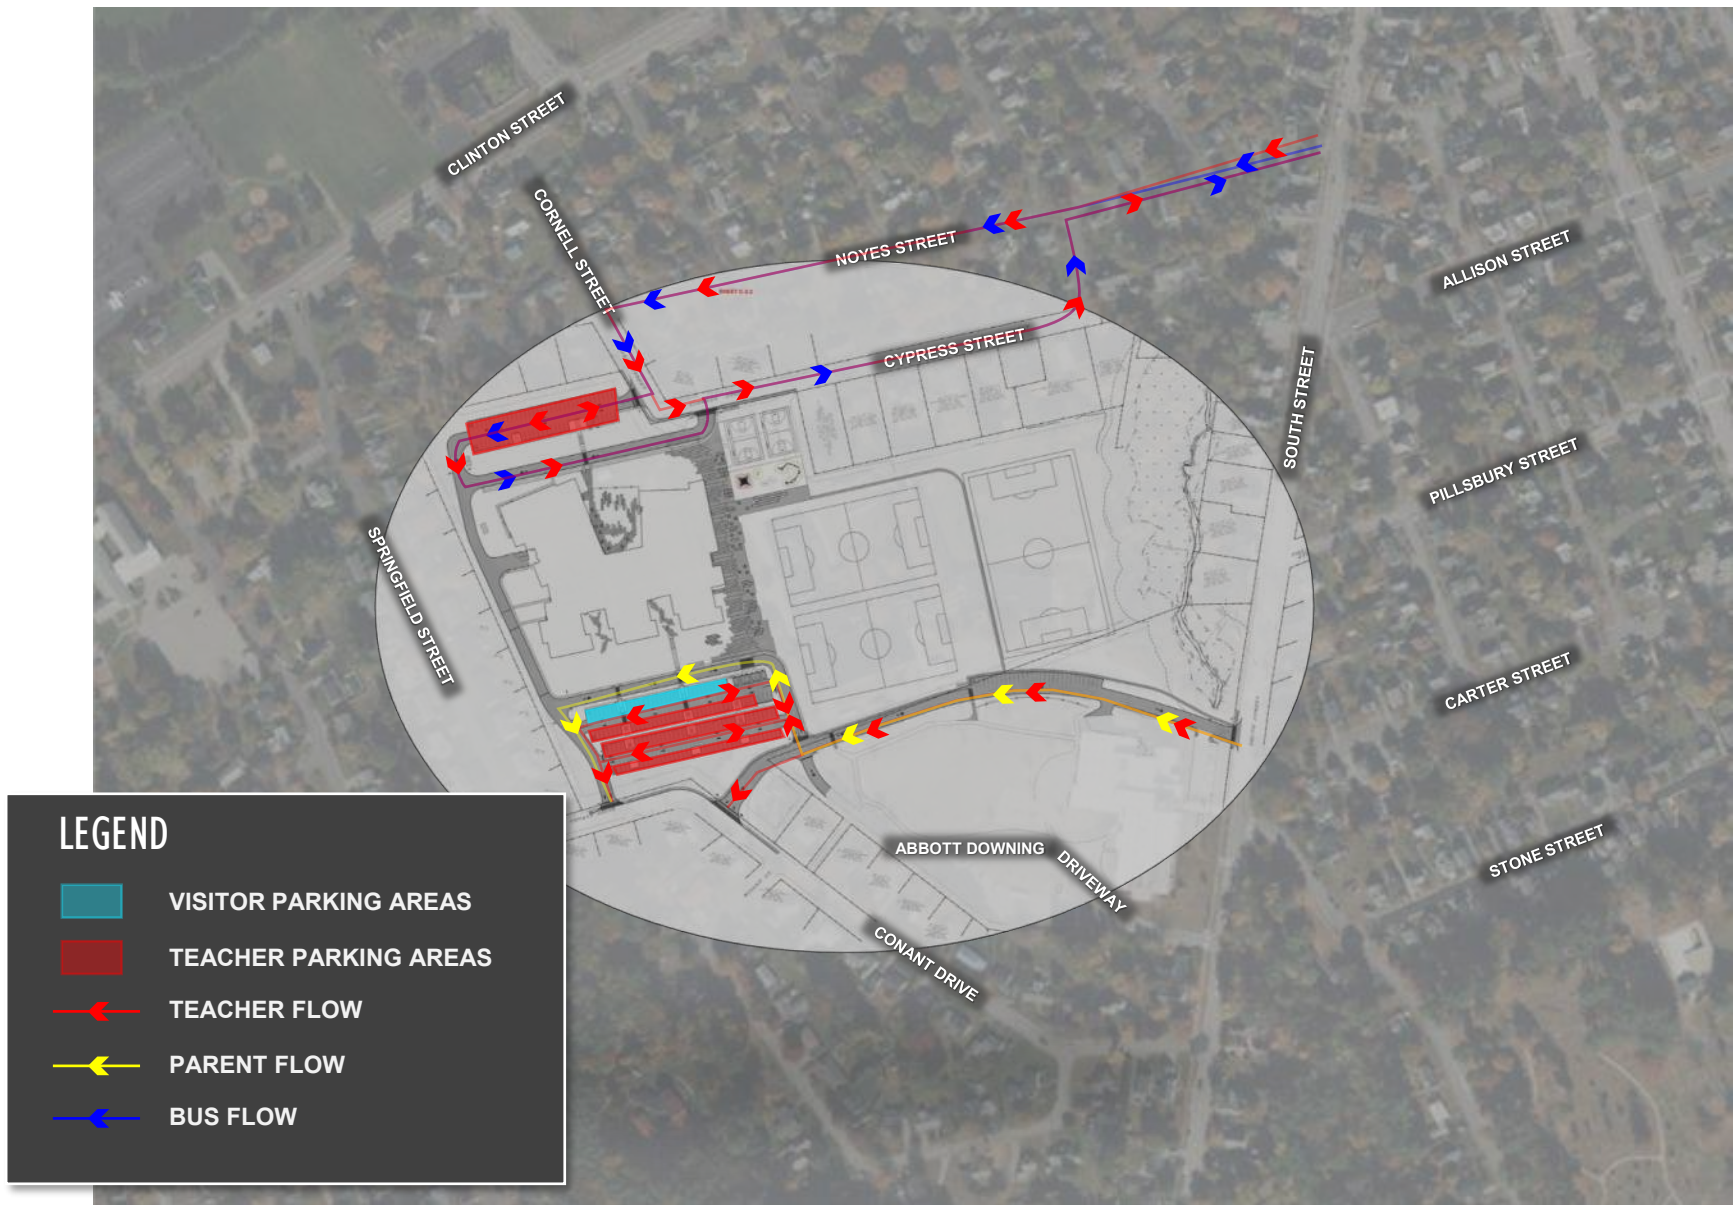 CLINTON STREET
CORNELL STREET
NOYES STREET
ALLISON STREET
CYPRESS STREET
SOUTH STREET
PILLSBURY STREET
SPRINGFIELD STREET
CARTER STREET
STONE STREET
ABBOTT DOWNING
DRIVEWAY
CONANT DRIVE
LEGEND
VISITOR PARKING AREAS
TEACHER PARKING AREAS
TEACHER FLOW
PARENT FLOW
BUS FLOW